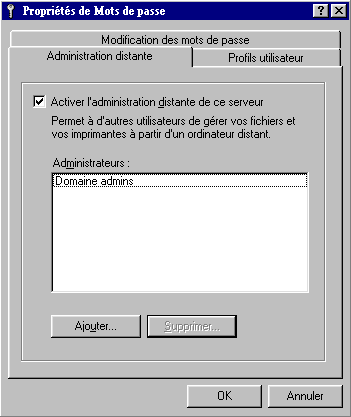 Propriétés de Mots de passe
Modification des mots de passe
Administration distante
Profils utilisateur
Activer l'administration distante de ce serveur
Permet à d'autres utilisateurs de gérer vos fichiers et
vos imprimantes à partir d'un ordinateur distant.
Administrateurs :
Domaine admins
Ajouter...
Supprimer...
OK
Annuler